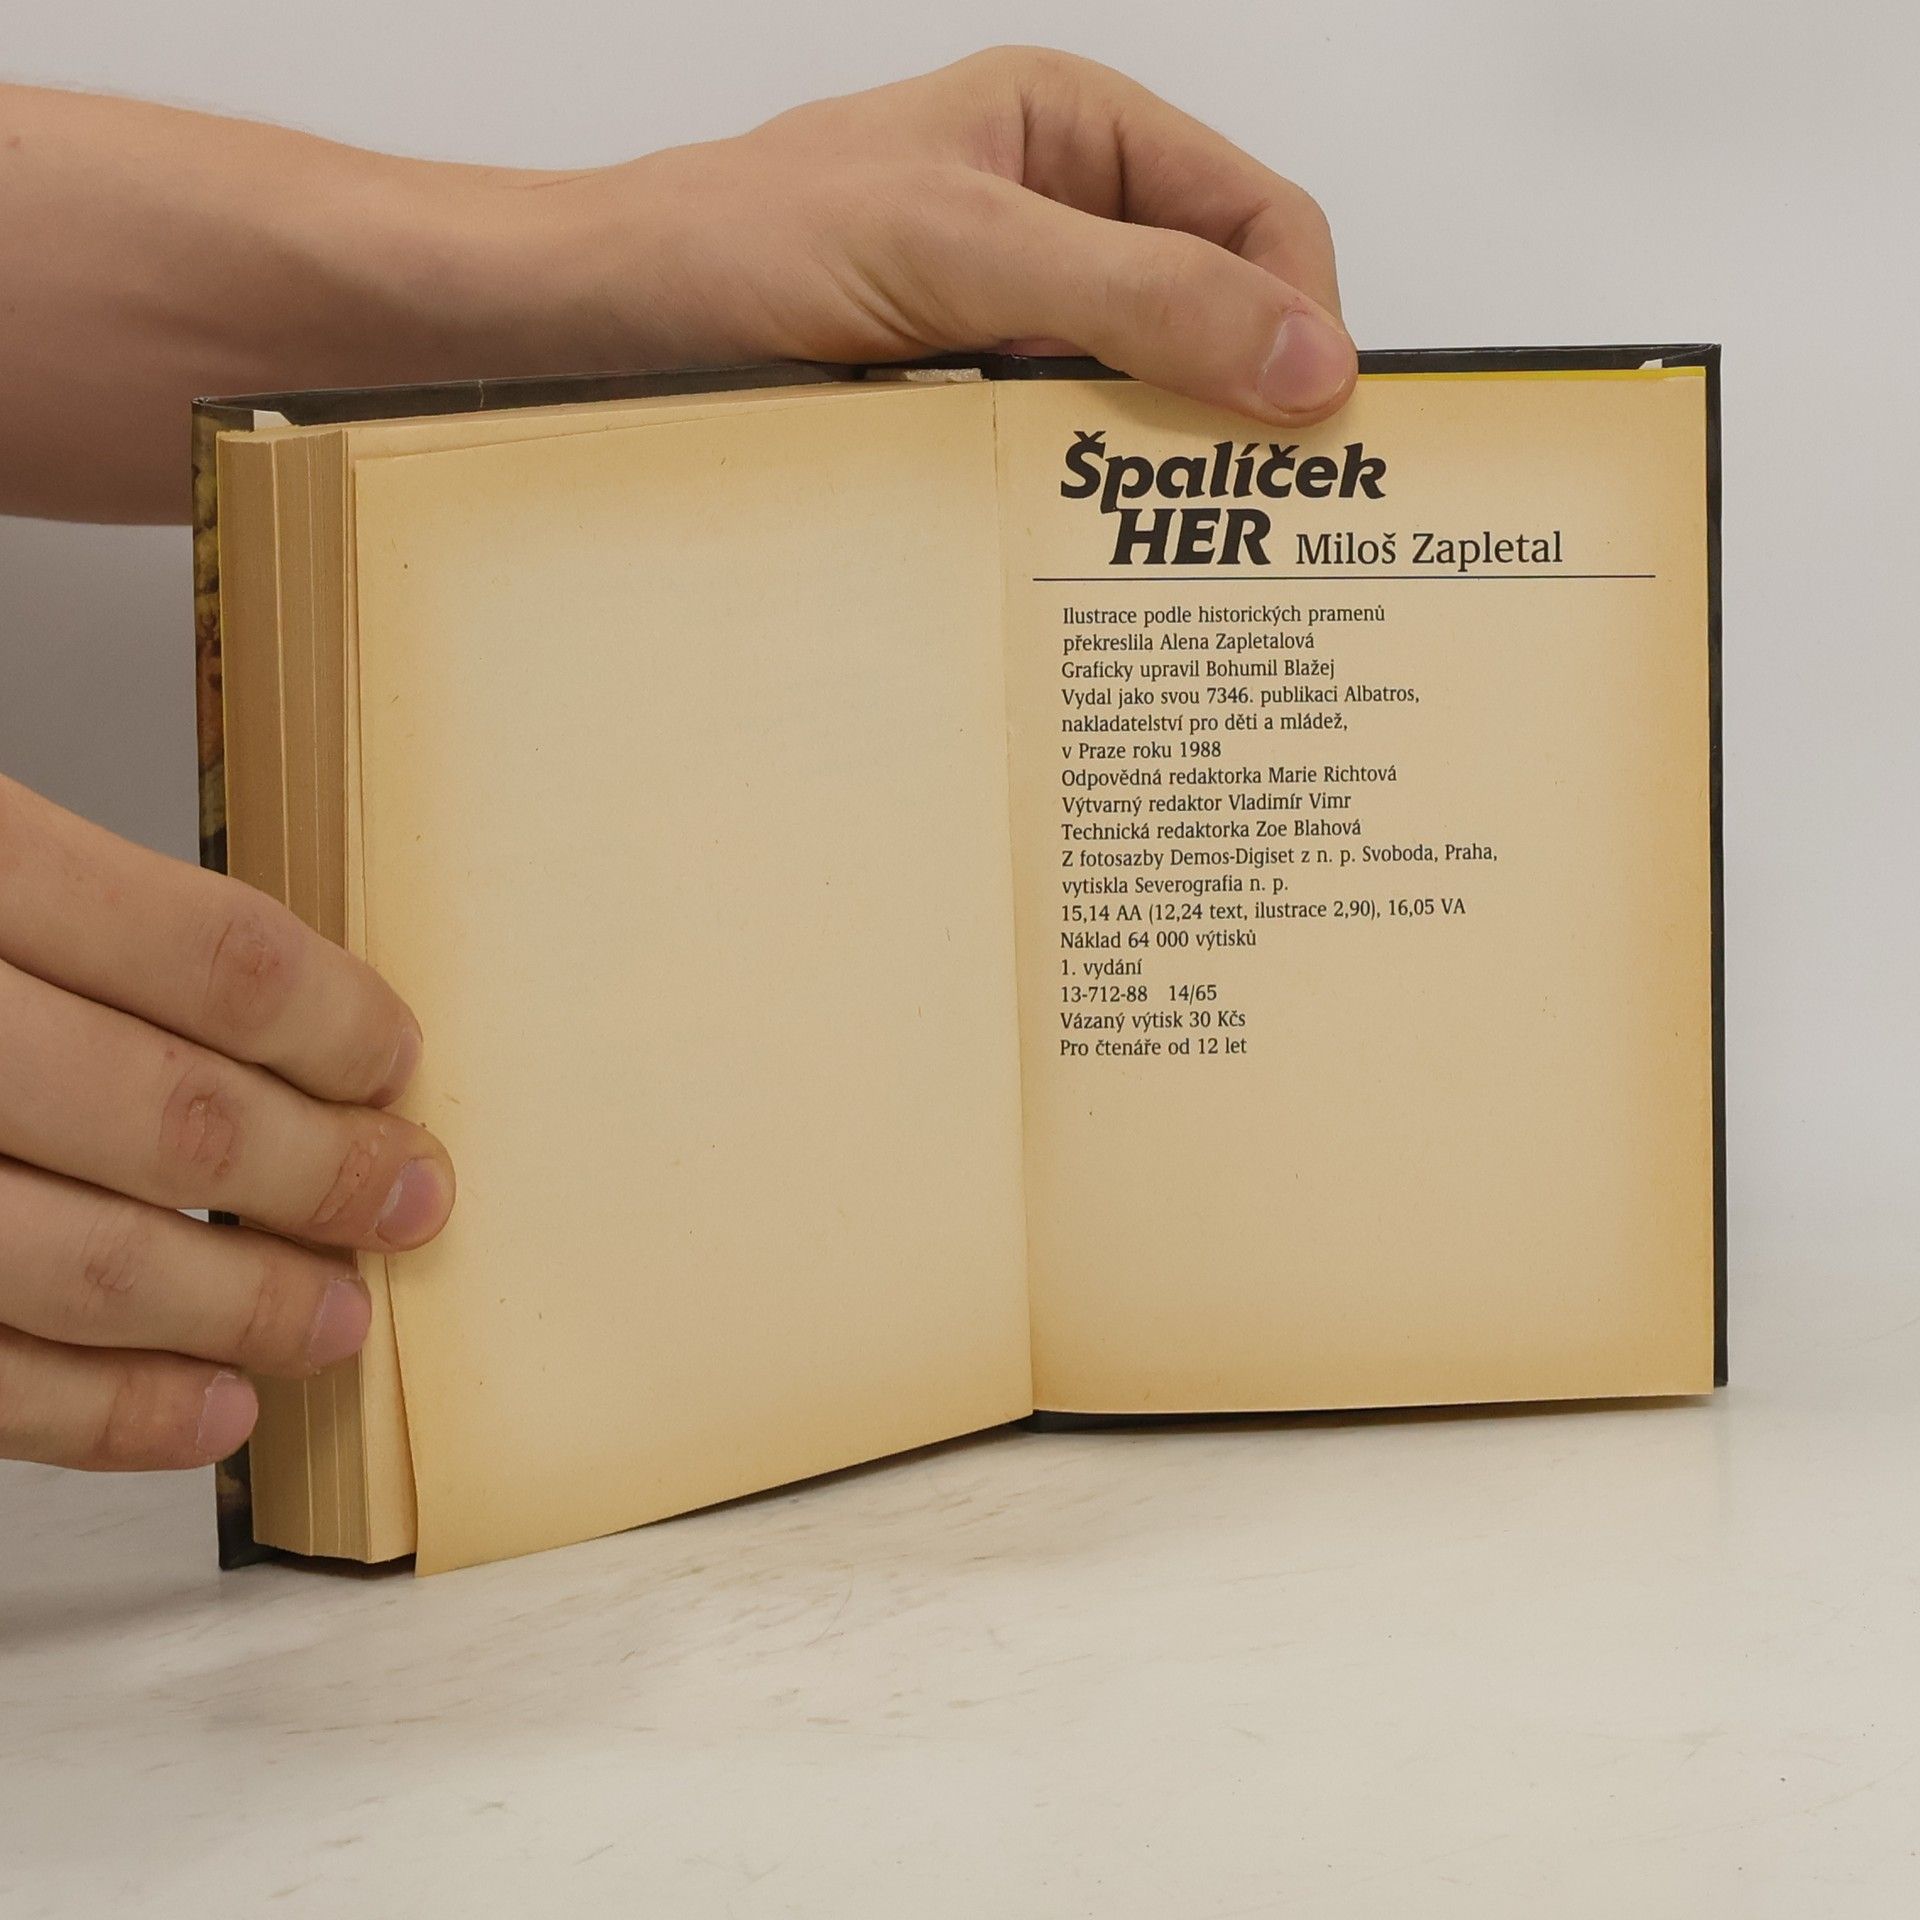 Špalíček
HER Miloš Zapletal
Ilustrace podle historických pramenů
překreslila Alena Zapletalová
Graficky upravil Bohumil Blažej
Vydal jako svou 7346. publikaci Albatros,
nakladatelství pro děti a mládež,
v Praze roku 1988
Odpovědná redaktorka Marie Richtová
Výtvarný redaktor Vladimír Vimr
Technická redaktorka Zoe Blahová
Z fotosazby Demos-Digiset z n. p. Svoboda, Praha,
vytiskla Severografia n. p.
15,14 AA (12,24 text, ilustrace 2,90), 16,05 VA
Náklad 64 000 výtisků
1. vydání
13-712-88 14/65
Vázaný výtisk 30 Kčs
Pro čtenáře od 12 let